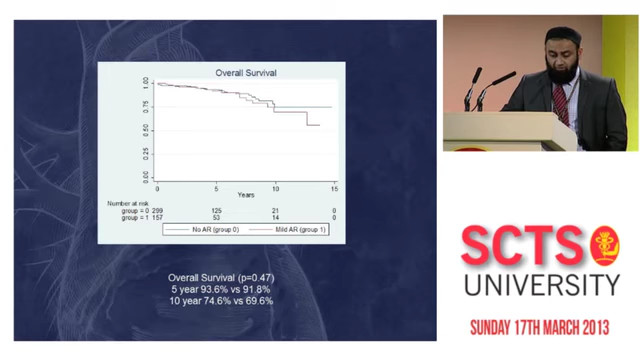 Overall Survival
1.00
0.75
0.50
0.25
0.00
0 5 10 15
Years
Number at risk
group = 0 299 125 21 0
group = 1 157 53 14 0
No AR (group 0) Mild AR (group 1)
Overall Survival (p=0.47)
5 year 93.6% vs 91.8%
10 year 74.6% vs 69.6%
SCTS
UNIVERSITY
SUNDAY 17TH MARCH 2013